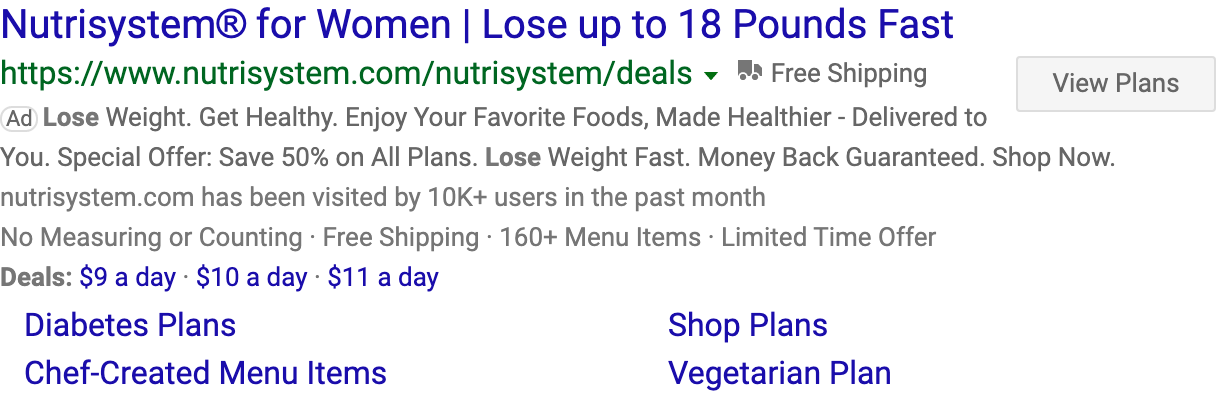 Nutrisystem® for Women | Lose up to 18 Pounds Fast
https://www.nutrisystem.com/nutrisystem/deals Free Shipping
View Plans
Ad Lose Weight. Get Healthy. Enjoy Your Favorite Foods, Made Healthier - Delivered to
You. Special Offer: Save 50% on All Plans. Lose Weight Fast. Money Back Guaranteed. Shop Now.
nutrisystem.com has been visited by 10K+ users in the past month
No Measuring or Counting · Free Shipping · 160+ Menu Items · Limited Time Offer
Deals: $9 a day · $10 a day · $11 a day
Diabetes Plans Shop Plans
Chef-Created Menu Items Vegetarian Plan